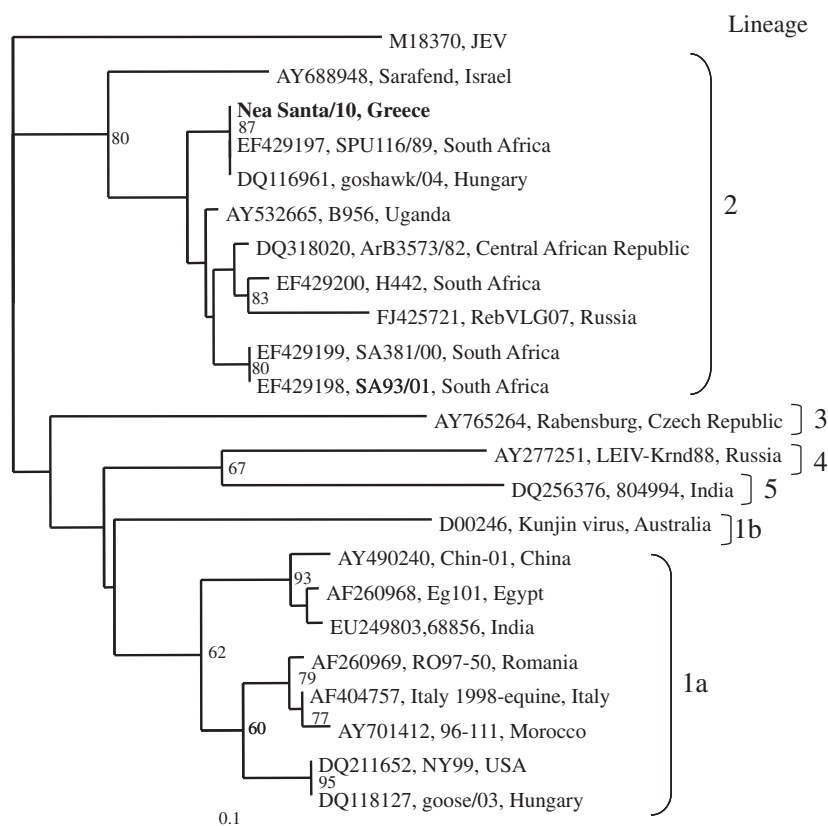 Lineage
M18370, JEV
AY688948, Sarafend, Israel
80
Nea Santa/10, Greece
87
EF429197, SPU116/89, South Africa
DQ116961, goshawk/04, Hungary
2
AY532665, B956, Uganda
DQ318020, ArB3573/82, Central African Republic
EF429200, H442, South Africa
83
FJ425721, RebVLG07, Russia
EF429199, SA381/00, South Africa
80
EF429198, SA93/01, South Africa
AY765264, Rabensburg, Czech Republic 3
AY277251, LEIV-Krnd88, Russia 4
67
DQ256376, 804994, India 5
D00246, Kunjin virus, Australia 1b
AY490240, Chin-01, China
93
AF260968, Eg101, Egypt
EU249803,68856, India
62
AF260969, RO97-50, Romania
79
1a
AF404757, Italy 1998-equine, Italy
77
AY701412, 96-111, Morocco
60
DQ211652, NY99, USA
95
DQ118127, goose/03, Hungary
0.1